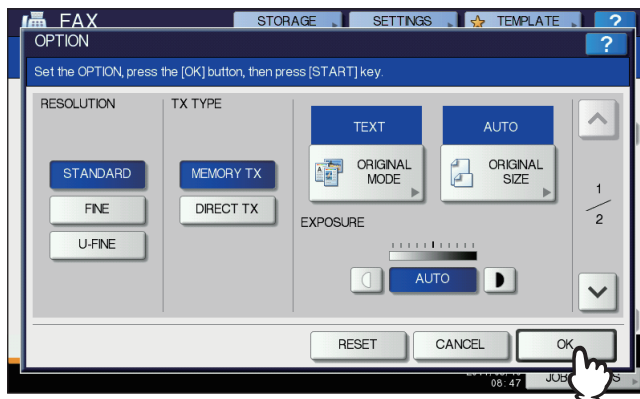 FAX
STORAGE
SETTINGS
TEMPLATE
?
OPTION
?
Set the OPTION, press the [OK] button, then press [START] key.
RESOLUTION
TX TYPE
TEXT
AUTO
STANDARD
MEMORY TX
ORIGINAL
MODE
ORIGINAL
SIZE
1
2
FINE
DIRECT TX
U-FINE
EXPOSURE
AUTO
RESET
CANCEL
OK
08:47